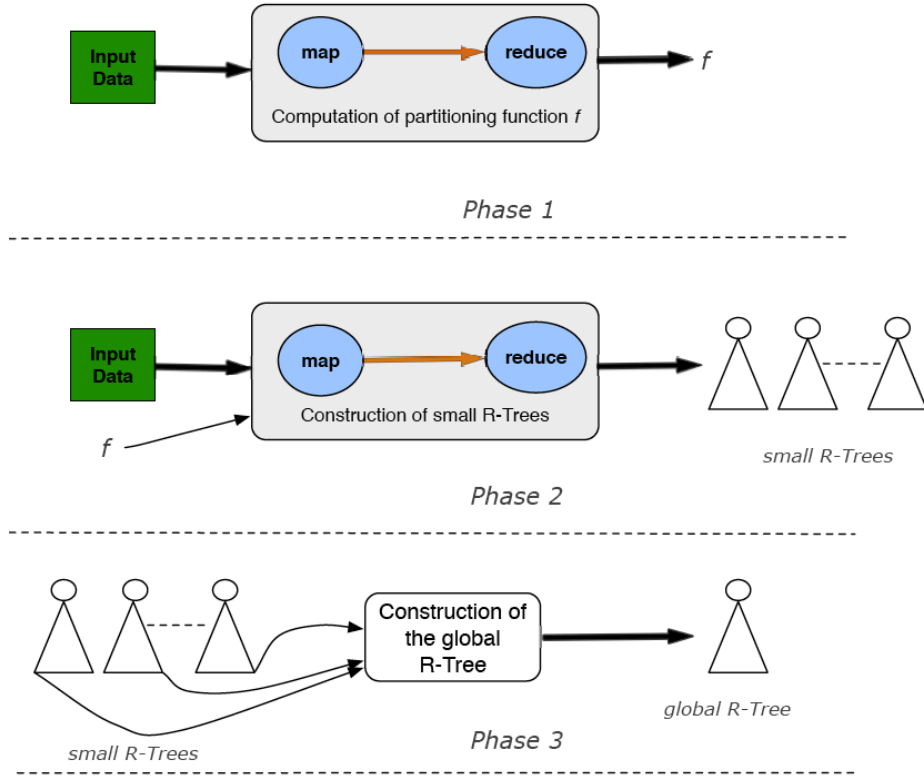 Input
Data
map
reduce
f
Computation of partitioning function f
Phase 1
Input
Data
map
reduce
Construction of small R-Trees
f
small R-Trees
Phase 2
Construction of
the global
R-Tree
global R-Tree
small R-Trees
Phase 3